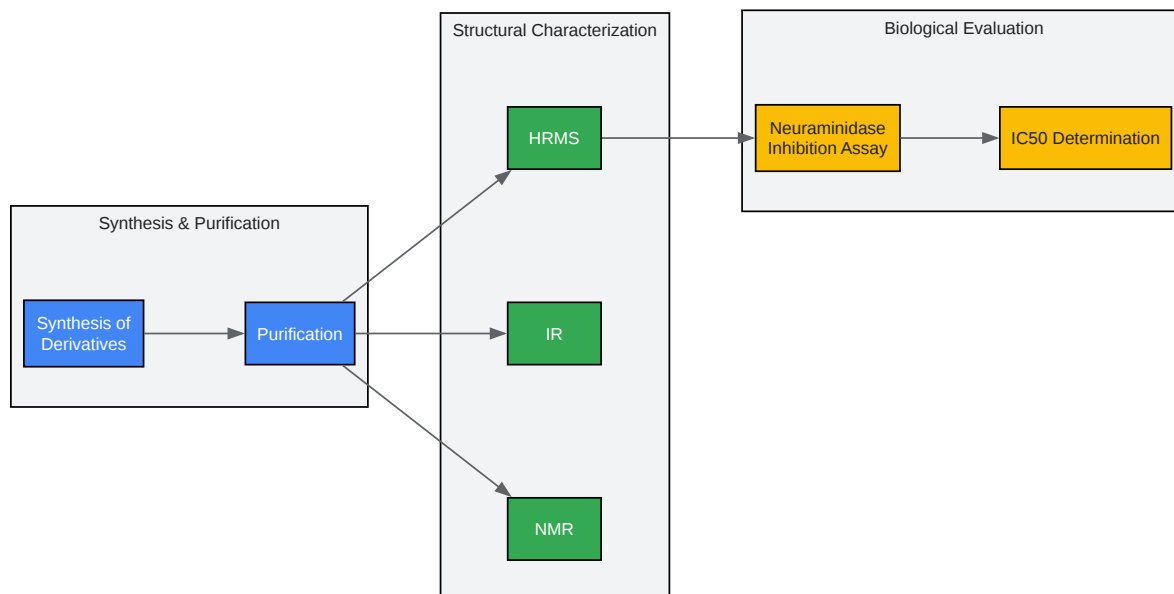 Synthesis & Purification
Synthesis of
Derivatives
Purification
Structural Characterization
HRMS
IR
NMR
Biological Evaluation
Neuraminidase
Inhibition Assay
IC50 Determination